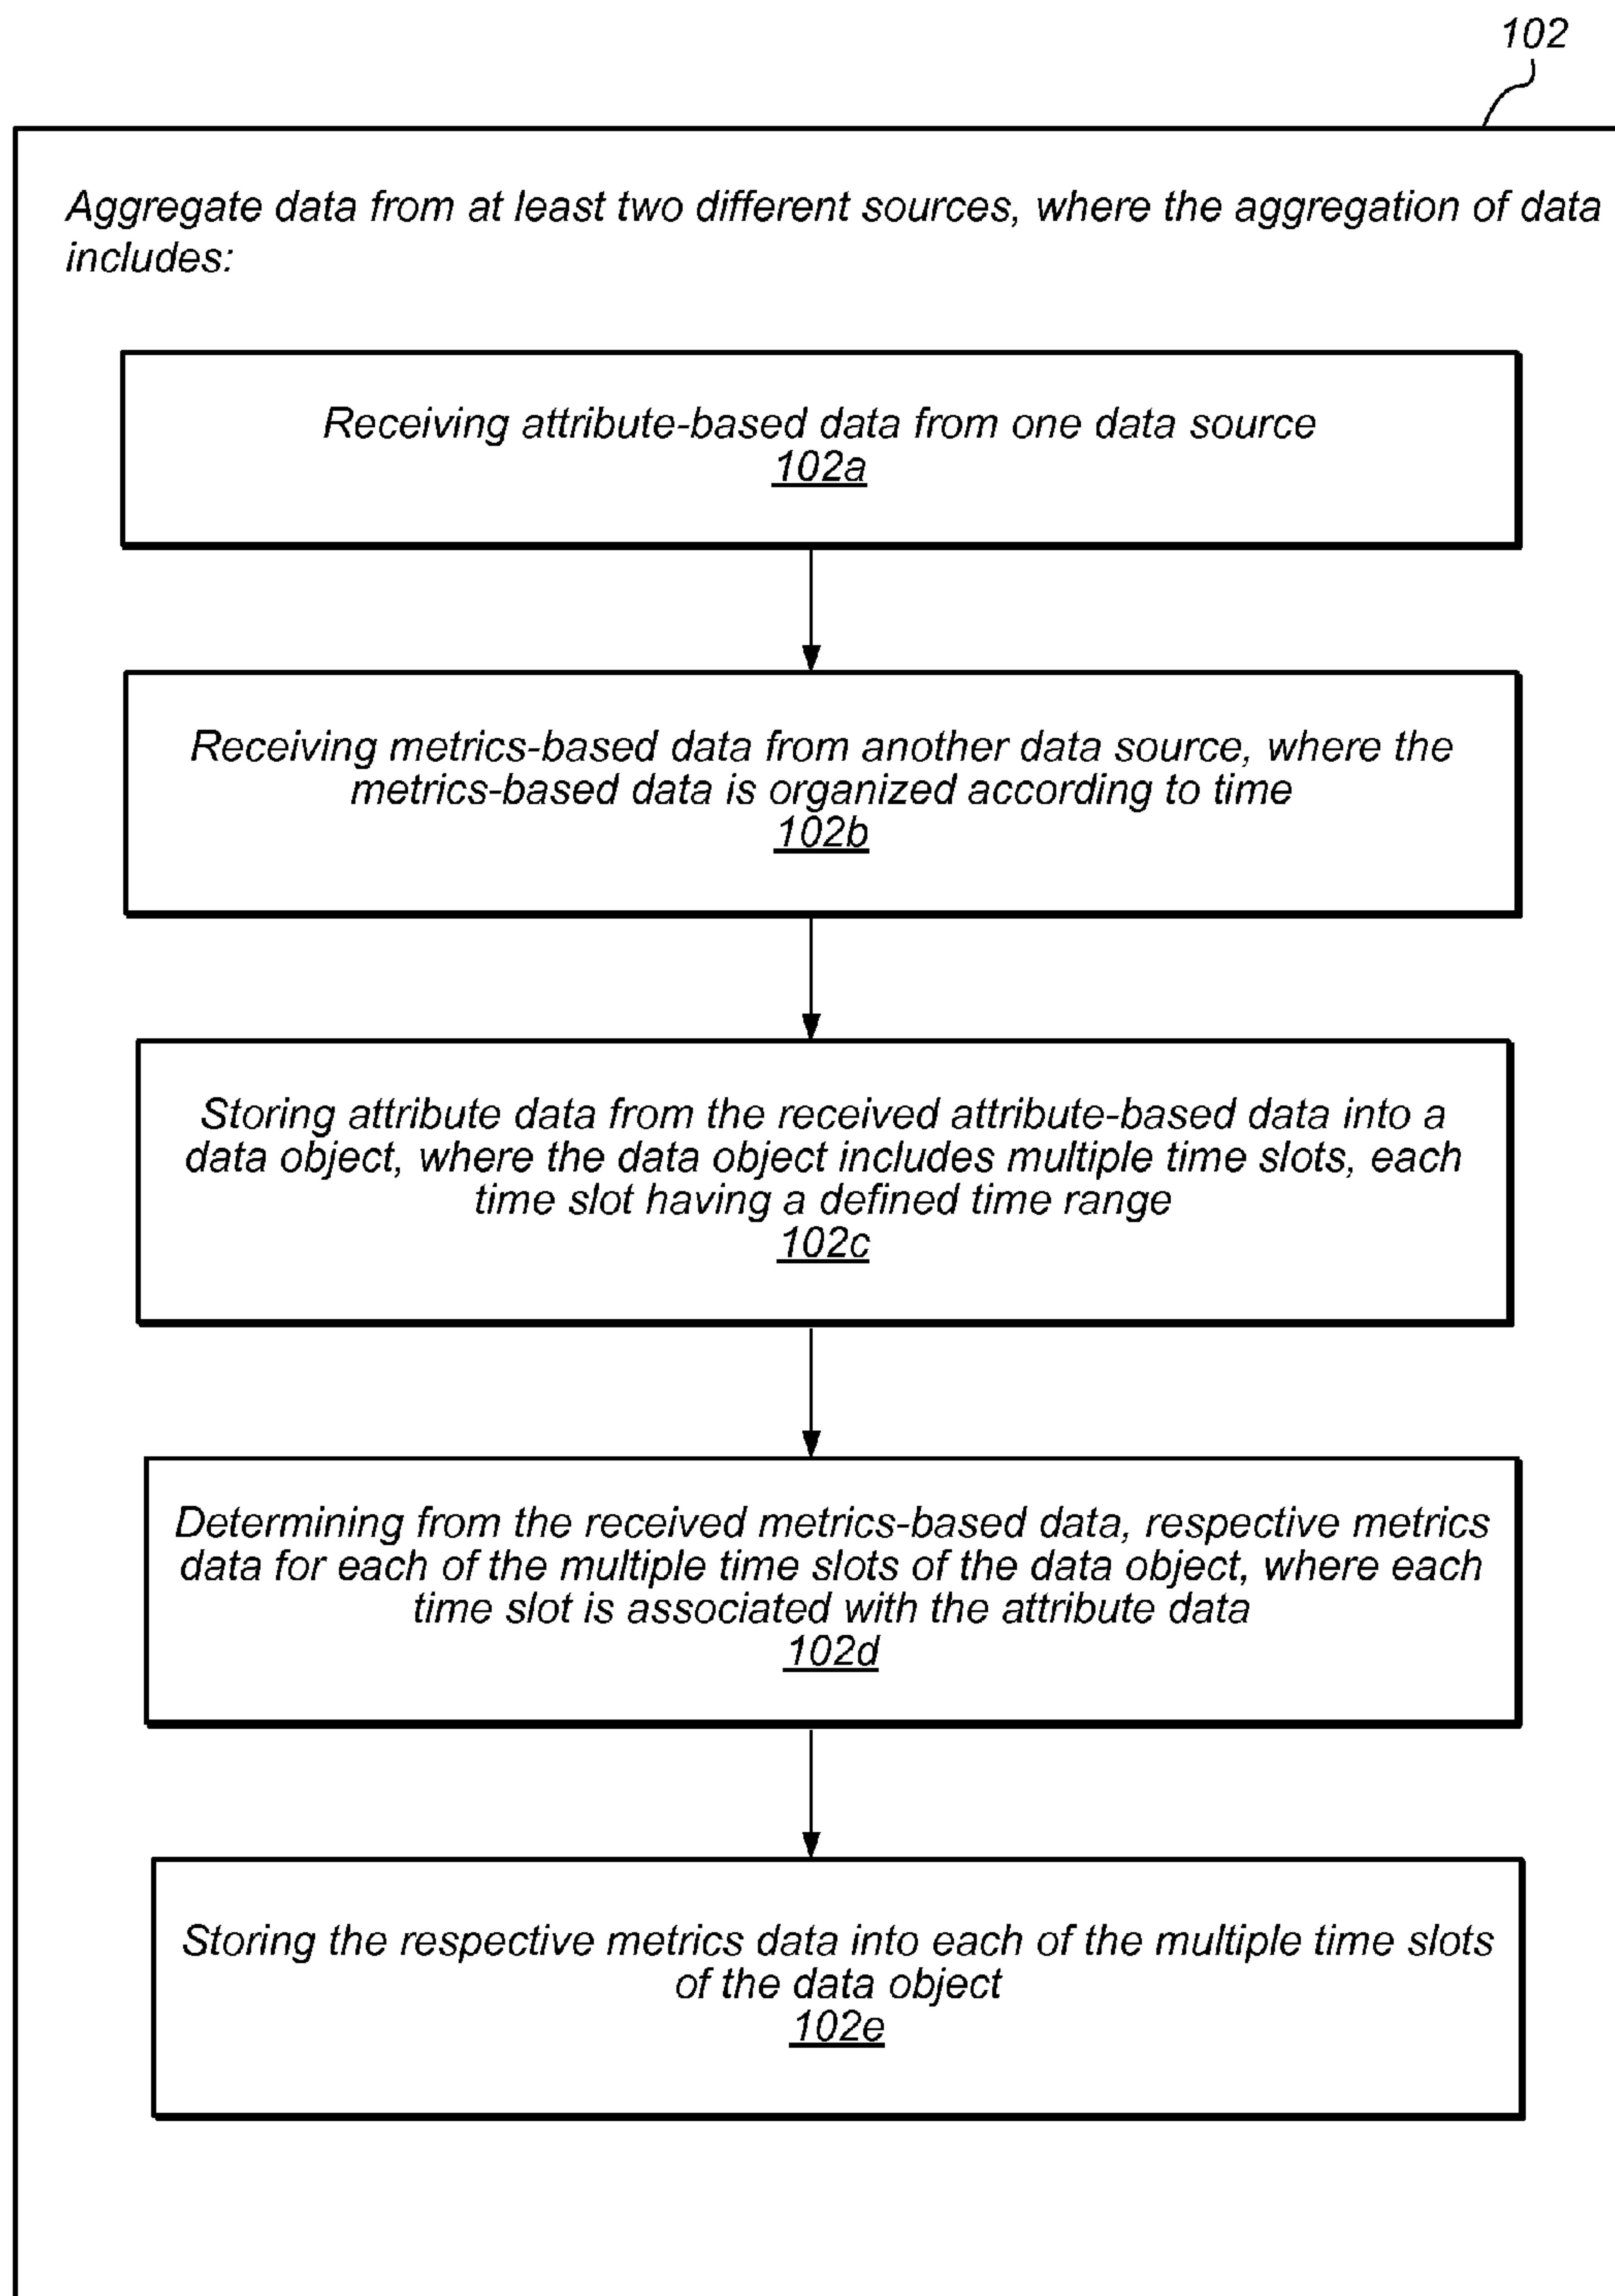 102
Aggregate data from at least two different sources, where the aggregation of data
includes:
Receiving attribute-based data from one data source
102a
Receiving metrics-based data from another data source, where the
metrics-based data is organized according to time
102b
Storing attribute data from the received attribute-based data into a
data object, where the data object includes multiple time slots, each
time slot having a defined time range
102c
Determining from the received metrics-based data, respective metrics
data for each of the multiple time slots of the data object, where each
time slot is associated with the attribute data
102d
Storing the respective metrics data into each of the multiple time slots
of the data object
102e